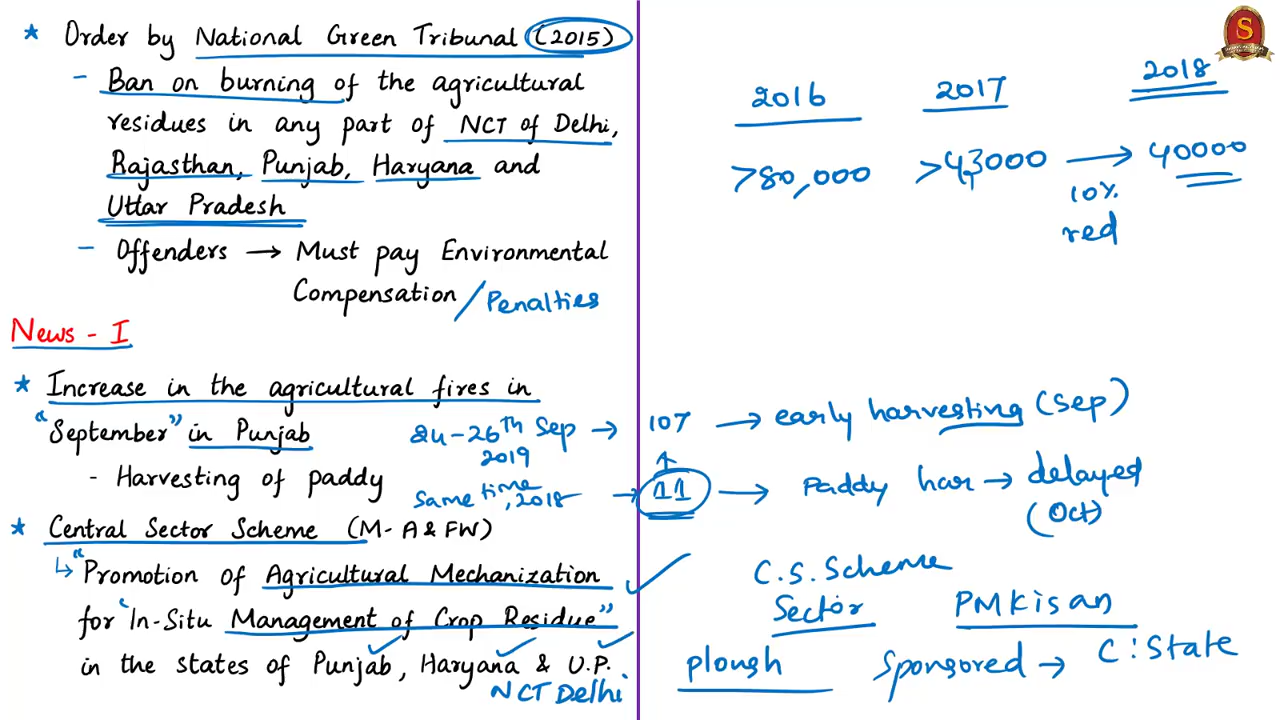 * Order by National Green Tribunal (2015)
- Ban on burning of the agricultural
residues in any part of NCT of Delhi,
Rajasthan, Punjab, Haryana and
Uttar Pradesh
- Offenders → Must pay Environmental
Compensation / Penalties
News - I
* Increase in the agricultural fires in
"September" in Punjab
24-26th Sep → 107 → early harvesting (Sep)
2019
- Harvesting of paddy
Same time, 2018 → 11 → Paddy har → delayed
(Oct)
* Central Sector Scheme (M- A & FW)
↳ "Promotion of Agricultural Mechanization
for "In-Situ Management of Crop Residue"
in the states of Punjab, Haryana & U.P.
NCT Delhi
S
2016 2017 2018
>80,000 >43000 → 40000
10%
red
C.S. Scheme
Sector PMKisan
plough Sponsored → C:State